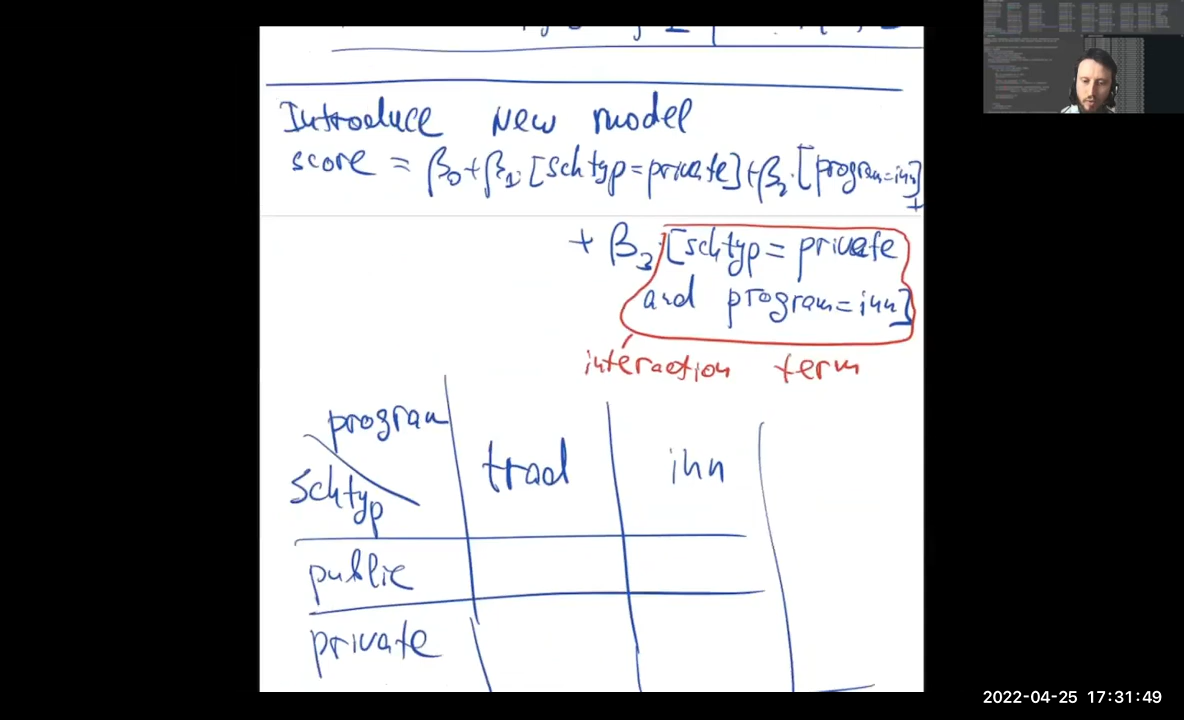 Introduce new model
score = β₀+β₁·[schtyp=private]+β₂·[program=inn]+
+ β₃[schtyp= private
and program=inn]
interaction term
program
schtyp
trad
inn
public
private
2022-04-25 17:31:49